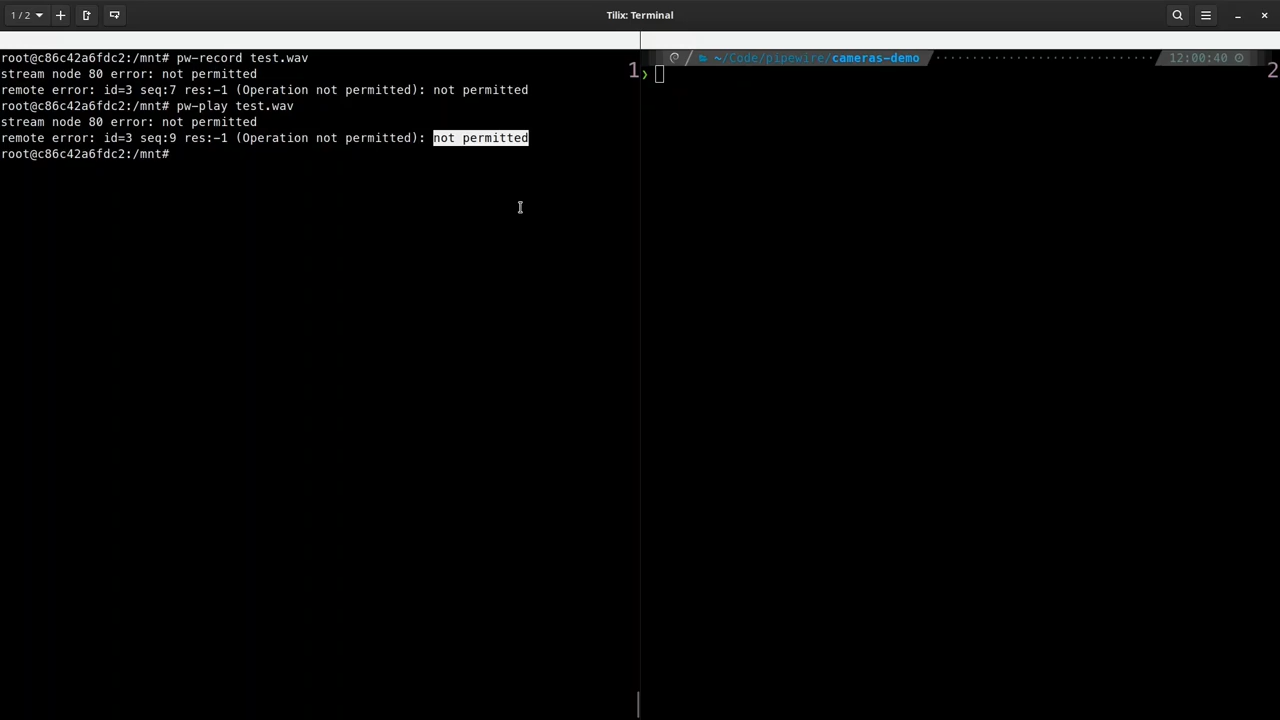 1 / 2
Tilix: Terminal
root@c86c42a6fdc2:/mnt# pw-record test.wav
stream node 80 error: not permitted
remote error: id=3 seq:7 res:-1 (Operation not permitted): not permitted
root@c86c42a6fdc2:/mnt# pw-play test.wav
stream node 80 error: not permitted
remote error: id=3 seq:9 res:-1 (Operation not permitted): not permitted
root@c86c42a6fdc2:/mnt#
1
~/Code/pipewire/cameras-demo
12:00:40
2